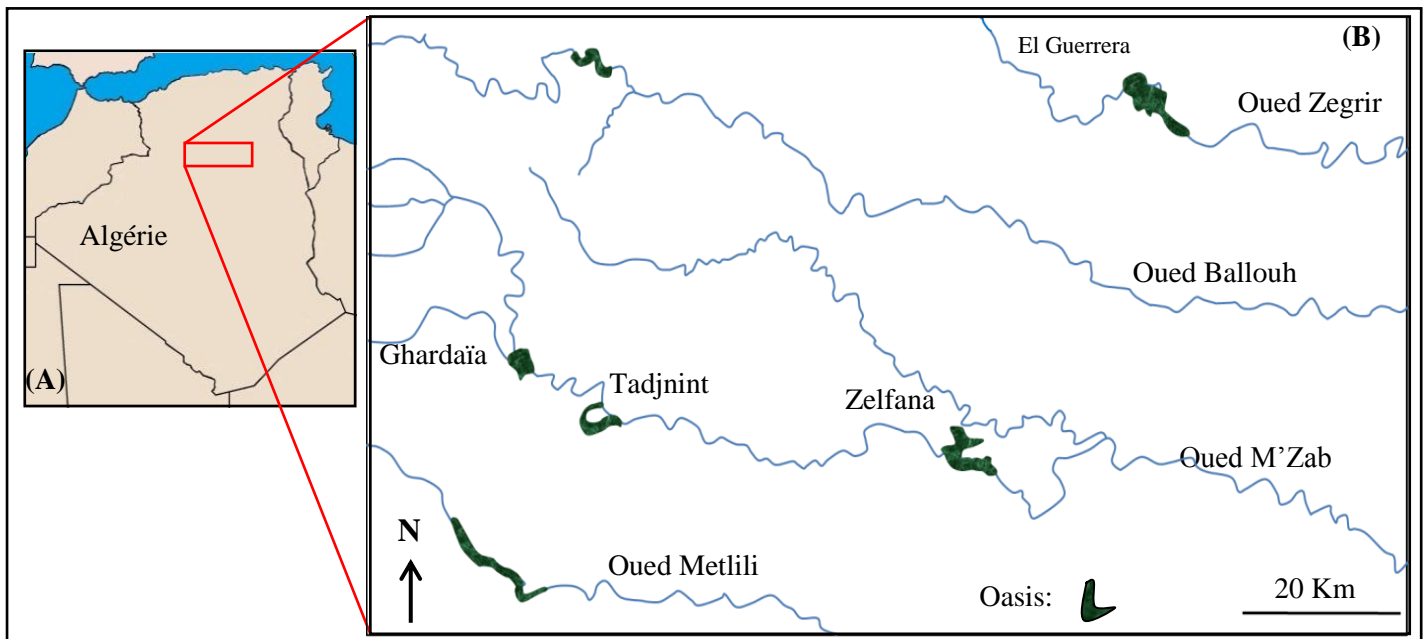 (B)
El Guerrera
Oued Zegrir
Algérie
Oued Ballouh
Ghardaïa
(A)
Tadjnint
Zelfana
Oued M’Zab
N
Oued Metlili
Oasis:
20 Km